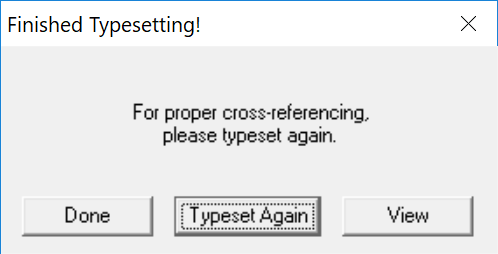 Finished Typesetting!
For proper cross-referencing,
please typeset again.
Done
Typeset Again
View